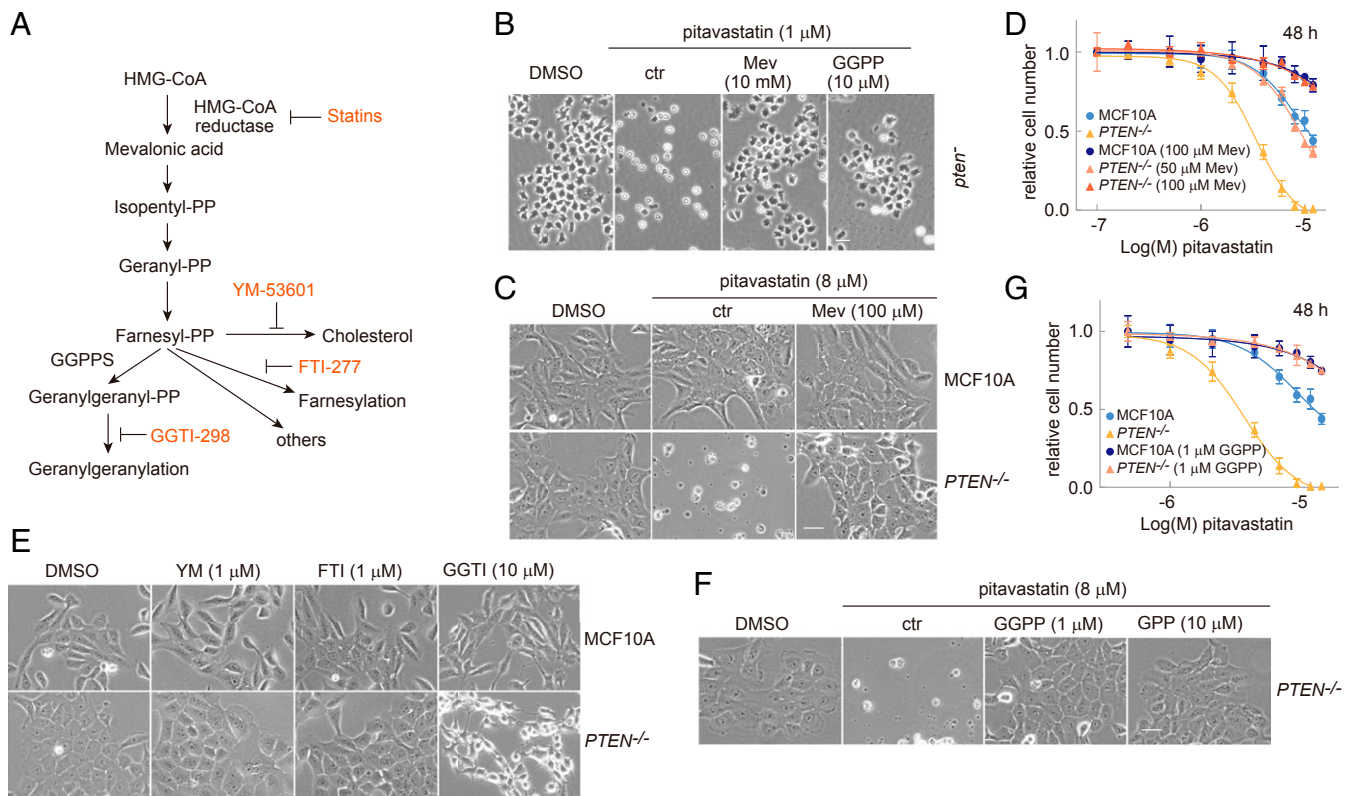 A
HMG-CoA
HMG-CoA
reductase
Statins
Mevalonic acid
Isopentyl-PP
Geranyl-PP
YM-53601
Farnesyl-PP
Cholesterol
GGPPS
FTI-277
Geranylgeranyl-PP
Farnesylation
GGTI-298
others
Geranylgeranylation
B
pitavastatin (1 μM)
DMSO
ctr
Mev
(10 mM)
GGPP
(10 μM)
pten-
C
pitavastatin (8 μM)
DMSO
ctr
Mev (100 μM)
MCF10A
PTEN-/-
D
48 h
relative cell number
1.0
0.5
0.0
MCF10A
PTEN-/-
MCF10A (100 μM Mev)
PTEN-/- (50 μM Mev)
PTEN-/- (100 μM Mev)
-7
-6
-5
Log(M) pitavastatin
G
48 h
relative cell number
1.0
0.5
0.0
MCF10A
PTEN-/-
MCF10A (1 μM GGPP)
PTEN-/- (1 μM GGPP)
-6
-5
Log(M) pitavastatin
E
DMSO
YM (1 μM)
FTI (1 μM)
GGTI (10 μM)
MCF10A
PTEN-/-
F
pitavastatin (8 μM)
DMSO
ctr
GGPP (1 μM)
GPP (10 μM)
PTEN-/-